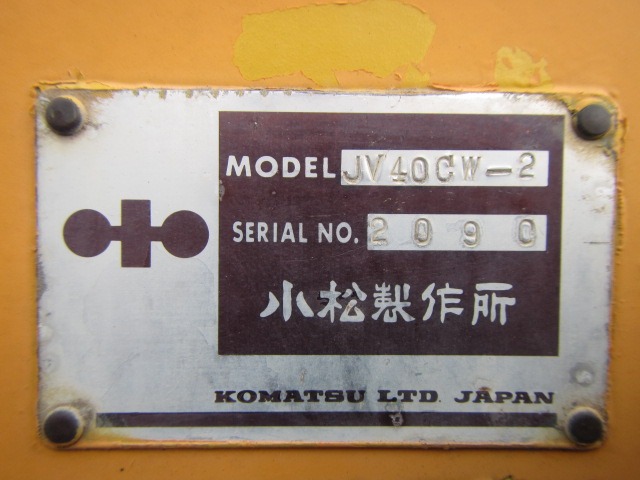 MODEL JV40CW-2
SERIAL NO. 2090
小松製作所
KOMATSU LTD. JAPAN